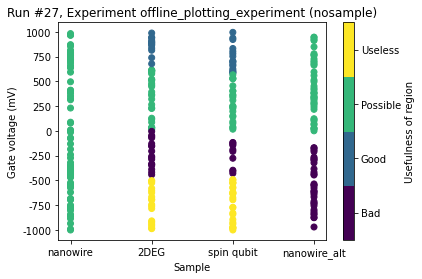 Run #27, Experiment offline_plotting_experiment (nosample)
1000
750
500
250
0
-250
-500
-750
-1000
Gate voltage (mV)
nanowire
2DEG
spin qubit
nanowire_alt
Sample
Useless
Possible
Good
Bad
Usefulness of region